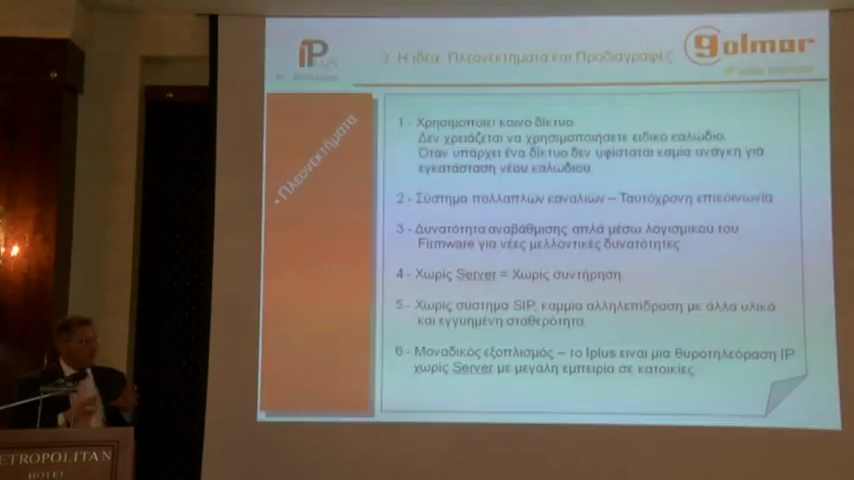 iPlus
3. Η ιδέα. Πλεονεκτήματα και Προδιαγραφές
golmar
• Πλεονεκτήματα
1 - Χρησιμοποιεί κοινό δίκτυο.
Δεν χρειάζεται να χρησιμοποιήσετε ειδικό καλώδιο.
Όταν υπάρχει ένα δίκτυο δεν υφίσταται καμία ανάγκη για
εγκατάσταση νέου καλωδίου.
2 - Σύστημα πολλαπλών καναλιών – Ταυτόχρονη επικοινωνία
3 - Δυνατότητα αναβάθμισης απλά μέσω λογισμικού του
Firmware για νέες μελλοντικές δυνατότητες
4 - Χωρίς Server = Χωρίς συντήρηση
5 - Χωρίς σύστημα SIP, καμμία αλληλεπίδραση με άλλα υλικά
και εγγυημένη σταθερότητα.
6 - Μοναδικός εξοπλισμός – το Iplus είναι μια θυροτηλεόραση IP
χωρίς Server με μεγάλη εμπειρία σε κατοικίες
METROPOLITAN
HOTEL